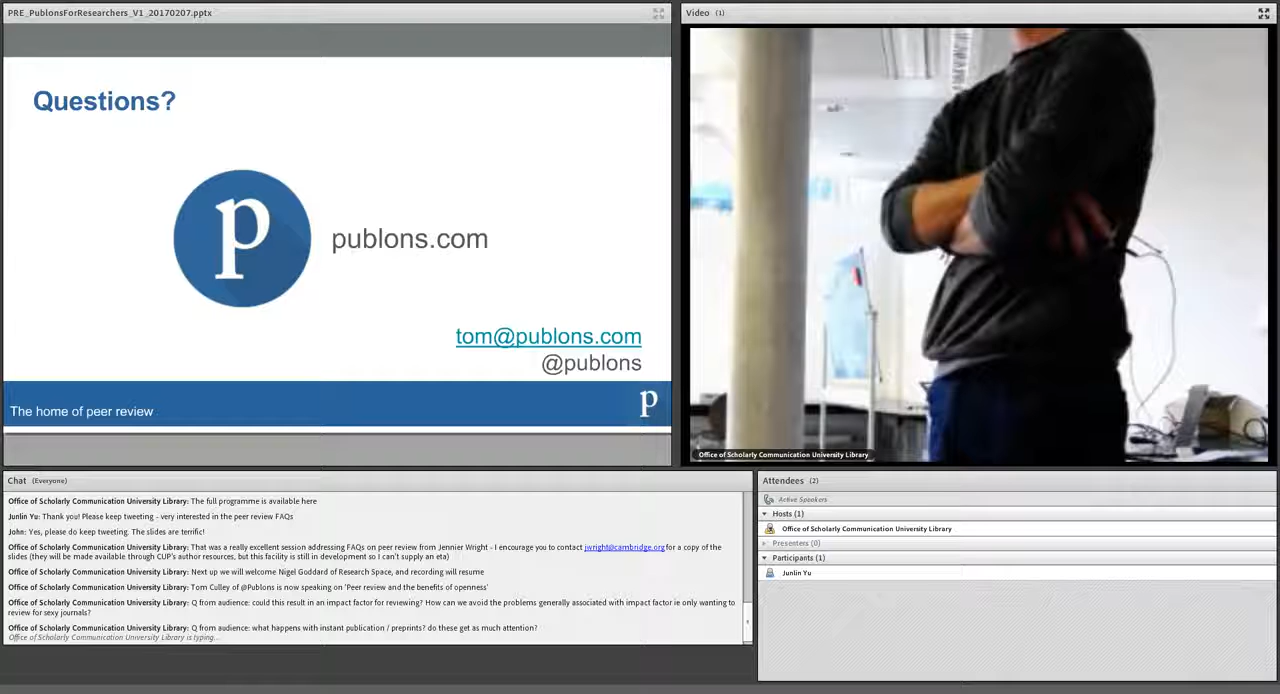 PRE_PublonsForResearchers_V1_20170207.pptx
Questions?
p
publons.com
tom@publons.com
@publons
The home of peer review
p
Video (1)
Office of Scholarly Communication University Library
Chat (Everyone)
Office of Scholarly Communication University Library: The full programme is available here
Junlin Yu: Thank you! Please keep tweeting - very interested in the peer review FAQs
John: Yes, please do keep tweeting. The slides are terrific!
Office of Scholarly Communication University Library: That was a really excellent session addressing FAQs on peer review from Jennier Wright - I encourage you to contact jwright@cambridge.org for a copy of the
slides (they will be made available through CUP's author resources, but this facility is still in development so I can't supply an eta)
Office of Scholarly Communication University Library: Next up we will welcome Nigel Goddard of Research Space, and recording will resume
Office of Scholarly Communication University Library: Tom Culley of @Publons is now speaking on 'Peer review and the benefits of openness'
Office of Scholarly Communication University Library: Q from audience: could this result in an impact factor for reviewing? How can we avoid the problems generally associated with impact factor ie only wanting to
review for sexy journals?
Office of Scholarly Communication University Library: Q from audience: what happens with instant publication / preprints? do these get as much attention?
Office of Scholarly Communication University Library is typing...
Attendees (2)
Active Speakers
Hosts (1)
Office of Scholarly Communication University Library
Presenters (0)
Participants (1)
Junlin Yu